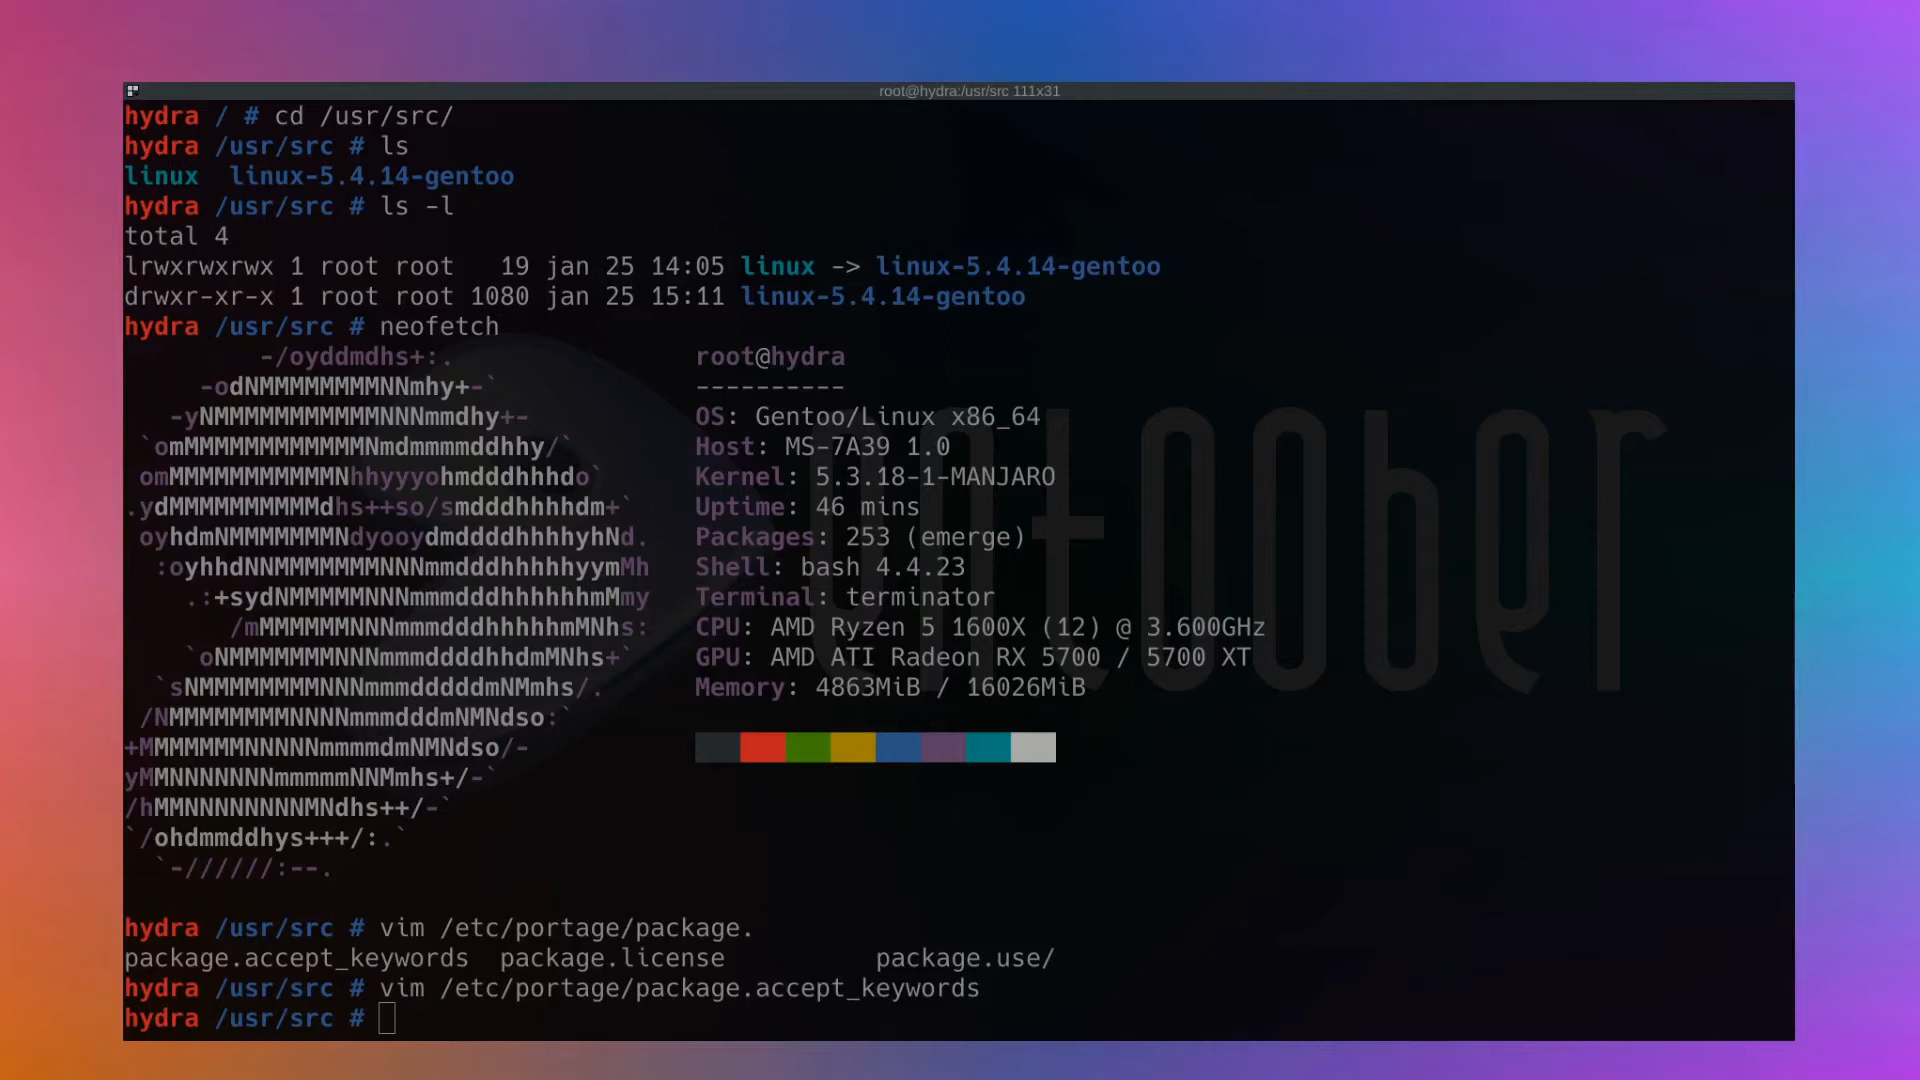 root@hydra:/usr/src 111x31
hydra / # cd /usr/src/
hydra /usr/src # ls
linux  linux-5.4.14-gentoo
hydra /usr/src # ls -l
total 4
lrwxrwxrwx 1 root root   19 jan 25 14:05 linux -> linux-5.4.14-gentoo
drwxr-xr-x 1 root root 1080 jan 25 15:11 linux-5.4.14-gentoo
hydra /usr/src # neofetch
         -/oyddmdhs+:.                root@hydra
     -odNMMMMMMMMNNmhy+-`             ----------
   -yNMMMMMMMMMMMNNNmmdhy+-           OS: Gentoo/Linux x86_64
 `omMMMMMMMMMMMMNmdmmmmddhhy/`        Host: MS-7A39 1.0
 omMMMMMMMMMMMNhhyyyohmdddhhhdo`      Kernel: 5.3.18-1-MANJARO
.ydMMMMMMMMMMdhs++so/smdddhhhhdm+`    Uptime: 46 mins
 oyhdmNMMMMMMMNdyooydmddddhhhhyhNd.   Packages: 253 (emerge)
  :oyhhdNNMMMMMMMNNNmmdddhhhhhyymMh   Shell: bash 4.4.23
    .:+sydNMMMMMNNNmmmdddhhhhhhmMmy   Terminal: terminator
       /mMMMMMMNNNmmmdddhhhhhmMNhs:   CPU: AMD Ryzen 5 1600X (12) @ 3.600GHz
    `oNMMMMMMMNNNmmmddddhhdmMNhs+`    GPU: AMD ATI Radeon RX 5700 / 5700 XT
  `sNMMMMMMMMNNNmmmdddddmNMmhs/.      Memory: 4863MiB / 16026MiB
 /NMMMMMMMMNNNNmmmdddmNMNdso:`
+MMMMMMMNNNNNmmmmdmNMNdso/-
yMMNNNNNNNmmmmmNNMmhs+/-`
/hMMNNNNNNNNMNdhs++/-`
`/ohdmmddhys+++/:.`
  `-//////:--.
hydra /usr/src # vim /etc/portage/package.
package.accept_keywords  package.license          package.use/
hydra /usr/src # vim /etc/portage/package.accept_keywords
hydra /usr/src #